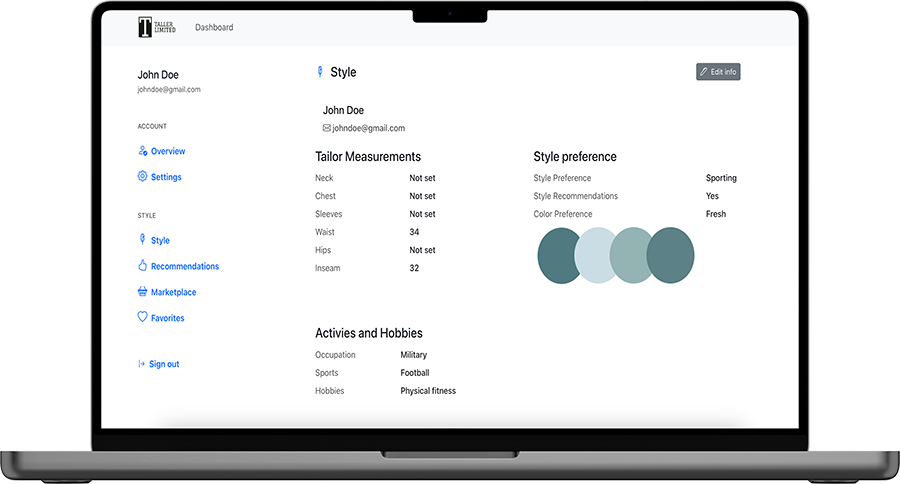 TALLER
LIMITED
Dashboard
John Doe
johndoe@gmail.com
ACCOUNT
Overview
Settings
STYLE
Style
Recommendations
Marketplace
Favorites
Sign out
Style
Edit info
John Doe
johndoe@gmail.com
Tailor Measurements
Neck Not set
Chest Not set
Sleeves Not set
Waist 34
Hips Not set
Inseam 32
Style preference
Style Preference Sporting
Style Recommendations Yes
Color Preference Fresh
Activies and Hobbies
Occupation Military
Sports Football
Hobbies Physical fitness